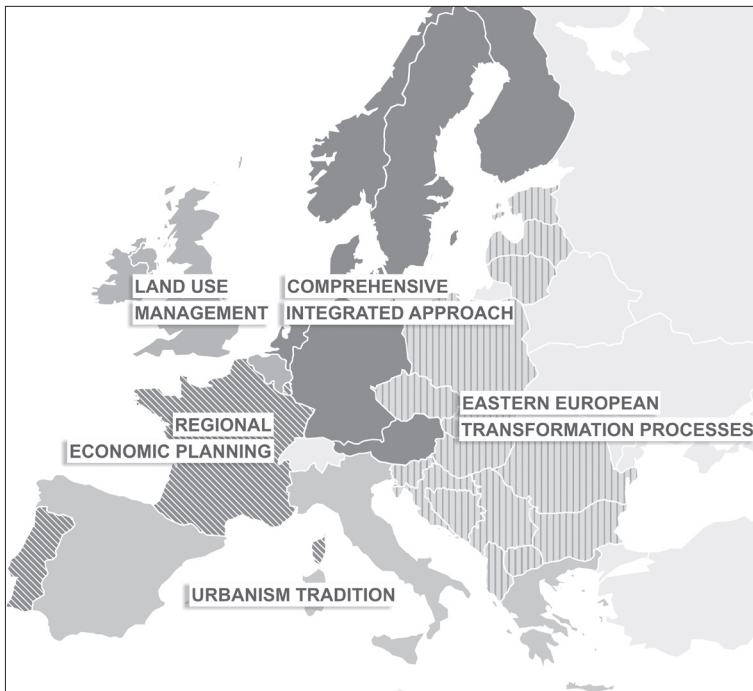 LAND USE
MANAGEMENT
COMPREHENSIVE
INTEGRATED APPROACH
REGIONAL
ECONOMIC PLANNING
EASTERN EUROPEAN
TRANSFORMATION PROCESSES
URBANISM TRADITION